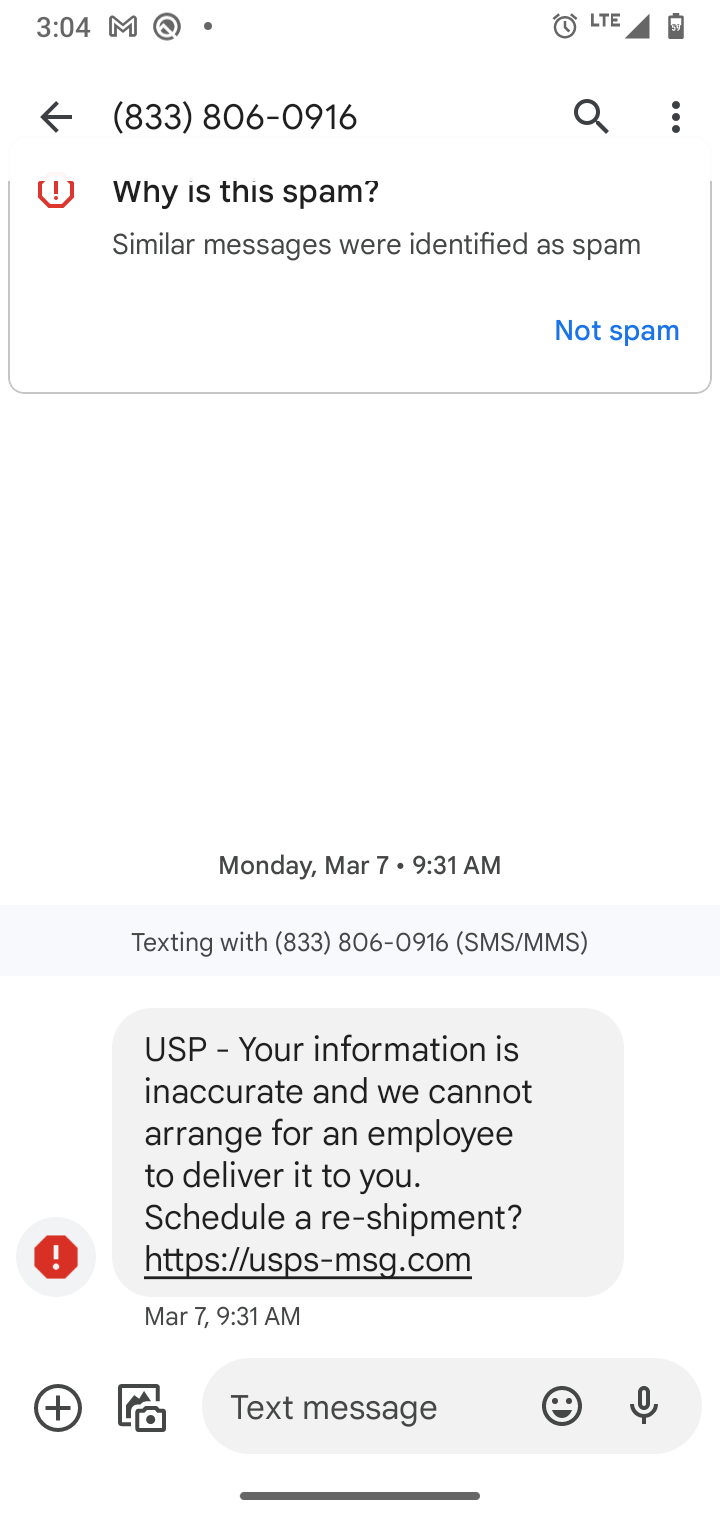 3:04 LTE
(833) 806-0916
Why is this spam?
Similar messages were identified as spam
Not spam
Monday, Mar 7 • 9:31 AM
Texting with (833) 806-0916 (SMS/MMS)
USP - Your information is
inaccurate and we cannot
arrange for an employee
to deliver it to you.
Schedule a re-shipment?
https://usps-msg.com
Mar 7, 9:31 AM
Text message